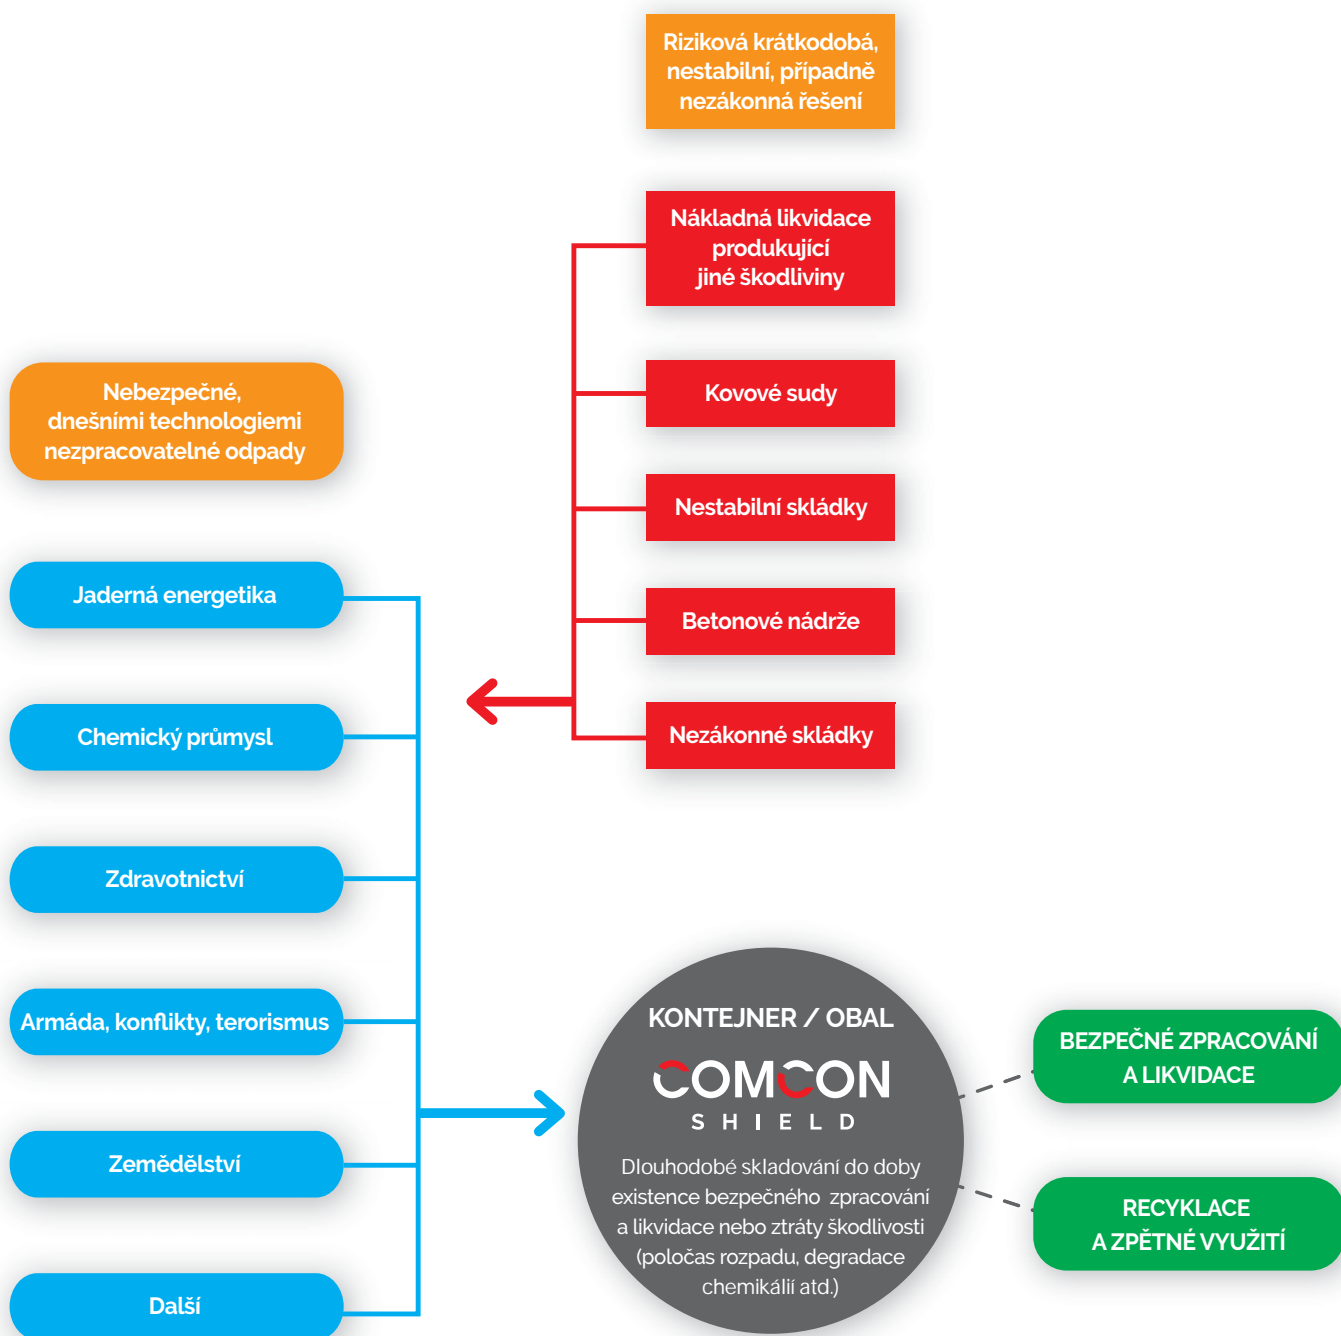 Riziková krátkodobá,
nestabilní, případně
nezákonná řešení
Nákladná likvidace
produkující
jiné škodliviny
Kovové sudy
Nestabilní skládky
Betonové nádrže
Nezákonné skládky
Nebezpečné,
dnešními technologiemi
nezpracovatelné odpady
Jaderná energetika
Chemický průmysl
Zdravotnictví
Armáda, konflikty, terorismus
Zemědělství
Další
KONTEJNER / OBAL
COMCON
SHIELD
Dlouhodobé skladování do doby
existence bezpečného zpracování
a likvidace nebo ztráty škodlivosti
(poločas rozpadu, degradace
chemikálií atd.)
BEZPEČNÉ ZPRACOVÁNÍ
A LIKVIDACE
RECYKLACE
A ZPĚTNÉ VYUŽITÍ